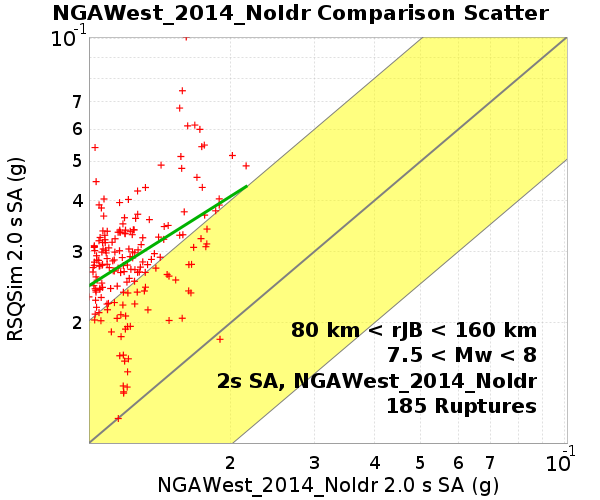 NGAWest_2014_NoIdr Comparison Scatter
10-1
7
6
5
4
3
2
RSQSim 2.0 s SA (g)
80 km < rJB < 160 km
7.5 < Mw < 8
2s SA, NGAWest_2014_NoIdr
185 Ruptures
2 3 4 5 6 7 10-1
NGAWest_2014_NoIdr 2.0 s SA (g)